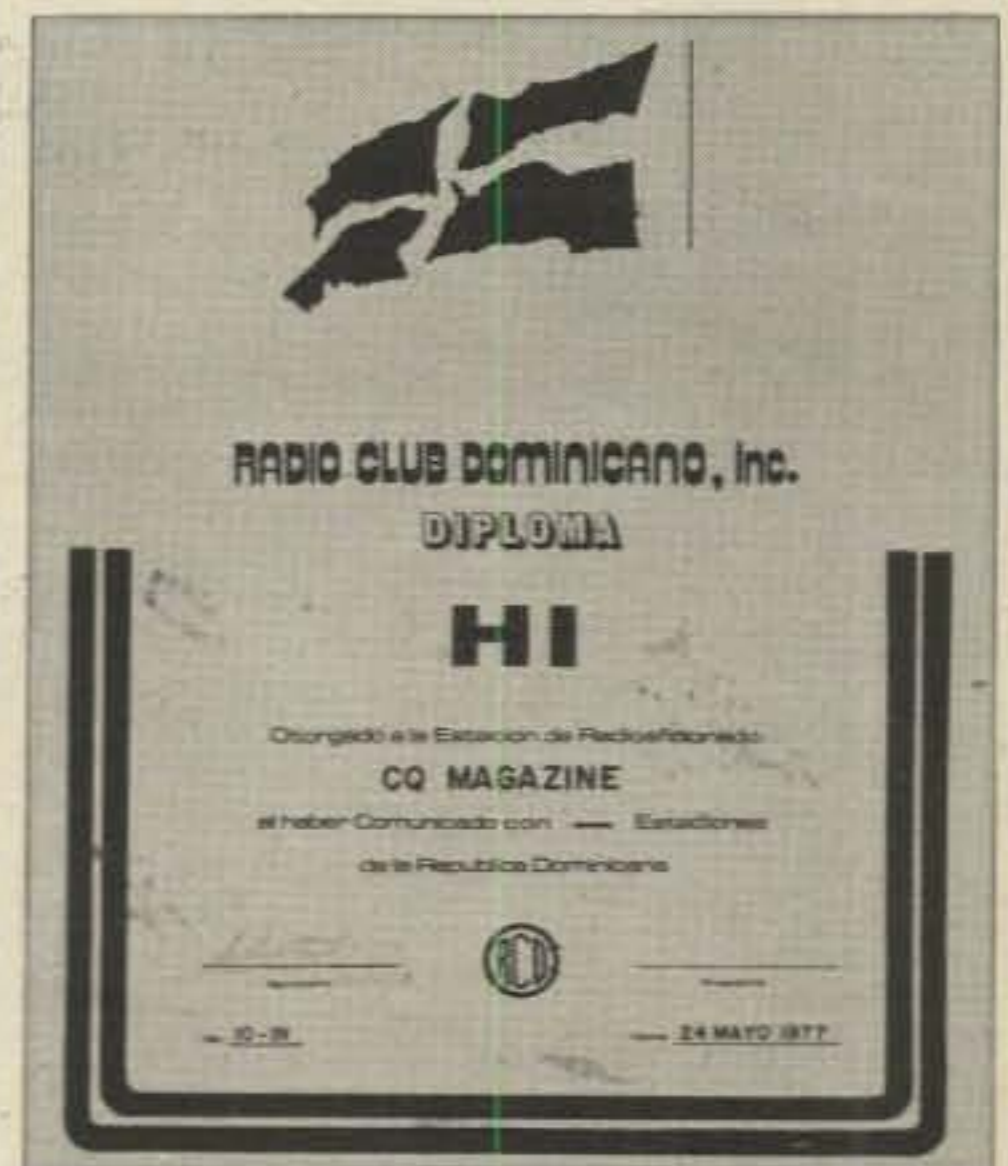 RADIO CLUB DOMINICANO, inc.
DIPLOMA
HI
Otorgado a la Estacion de Radioaficionado
CQ MAGAZINE
al haber Comunicado con — Estaciones
de la Republica Dominicana
RCD
24 MAYO 1977